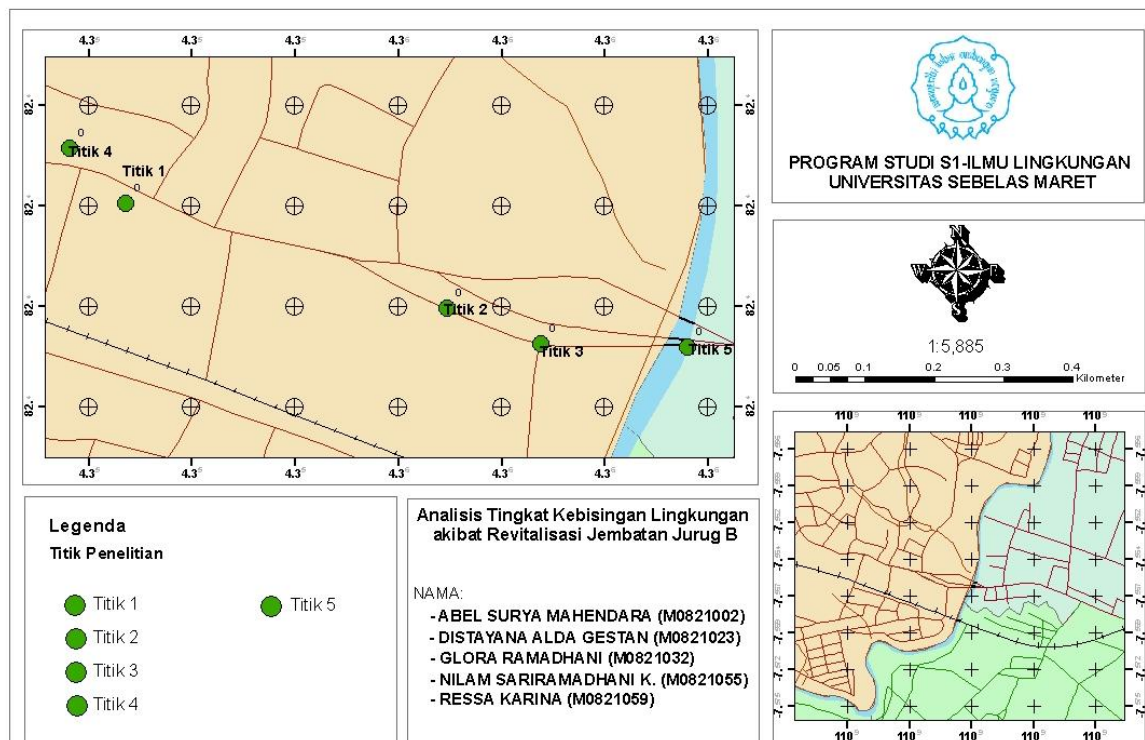 4.3 4.3 4.3 4.3 4.3 4.3 4.3
82. 82. 82. 82.
82. 82. 82. 82.
0
Titik 4
Titik 1
0
0
Titik 2
0
Titik 3
0
Titik 5
4.3 4.3 4.3 4.3 4.3 4.3 4.3
PROGRAM STUDI S1-ILMU LINGKUNGAN
UNIVERSITAS SEBELAS MARET
N
W
S
1:5,885
0 0.05 0.1 0.2 0.3 0.4
Kilometer
Legenda
Titik Penelitian
Titik 1
Titik 2
Titik 3
Titik 4
Titik 5
Analisis Tingkat Kebisingan Lingkungan
akibat Revitalisasi Jembatan Jurug B
NAMA:
- ABEL SURYA MAHENDARA (M0821002)
- DISTAYANA ALDA GESTAN (M0821023)
- GLORA RAMADHANI (M0821032)
- NILAM SARIRAMADHANI K. (M0821055)
- RESSA KARINA (M0821059)
110 110 110 110 110
110 110 110 110 110